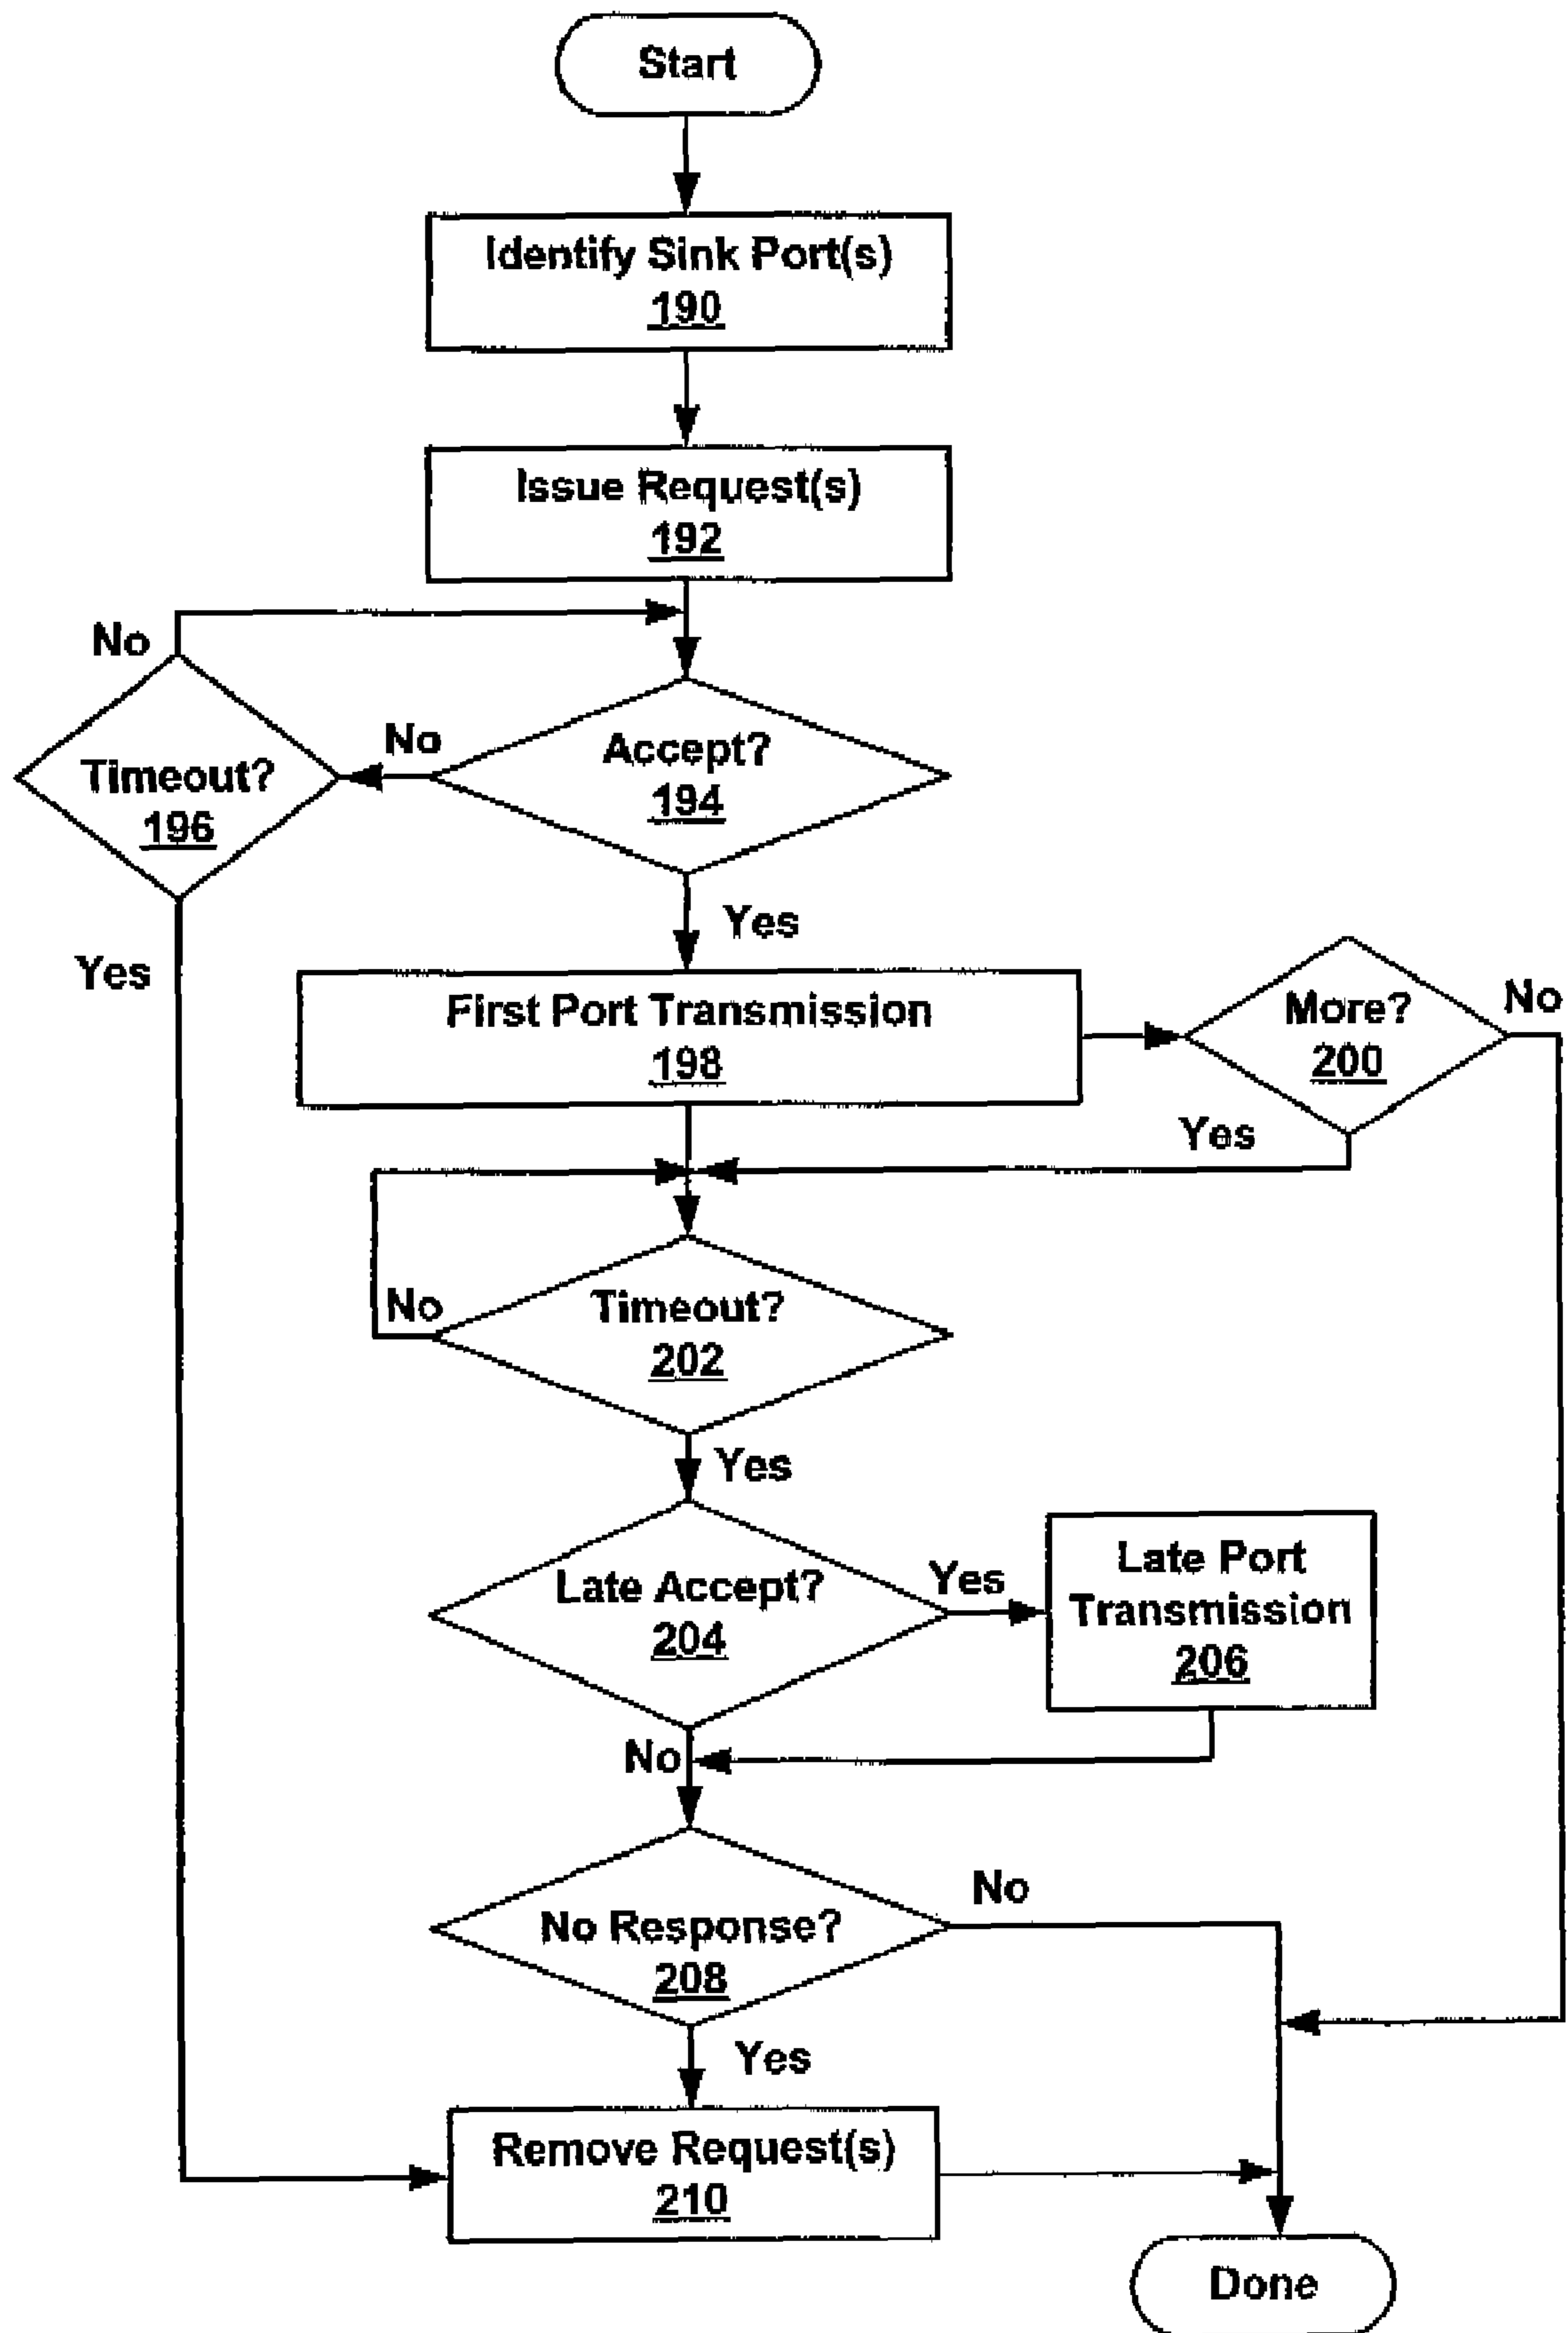 Start
Identify Sink Port(s)
190
Issue Request(s)
192
No
Timeout?
196
No
Accept?
194
Yes
Yes
First Port Transmission
198
More?
200
No
Yes
No
Timeout?
202
Yes
Late Accept?
204
Yes
Late Port
Transmission
206
No
No Response?
208
No
Yes
Remove Request(s)
210
Done